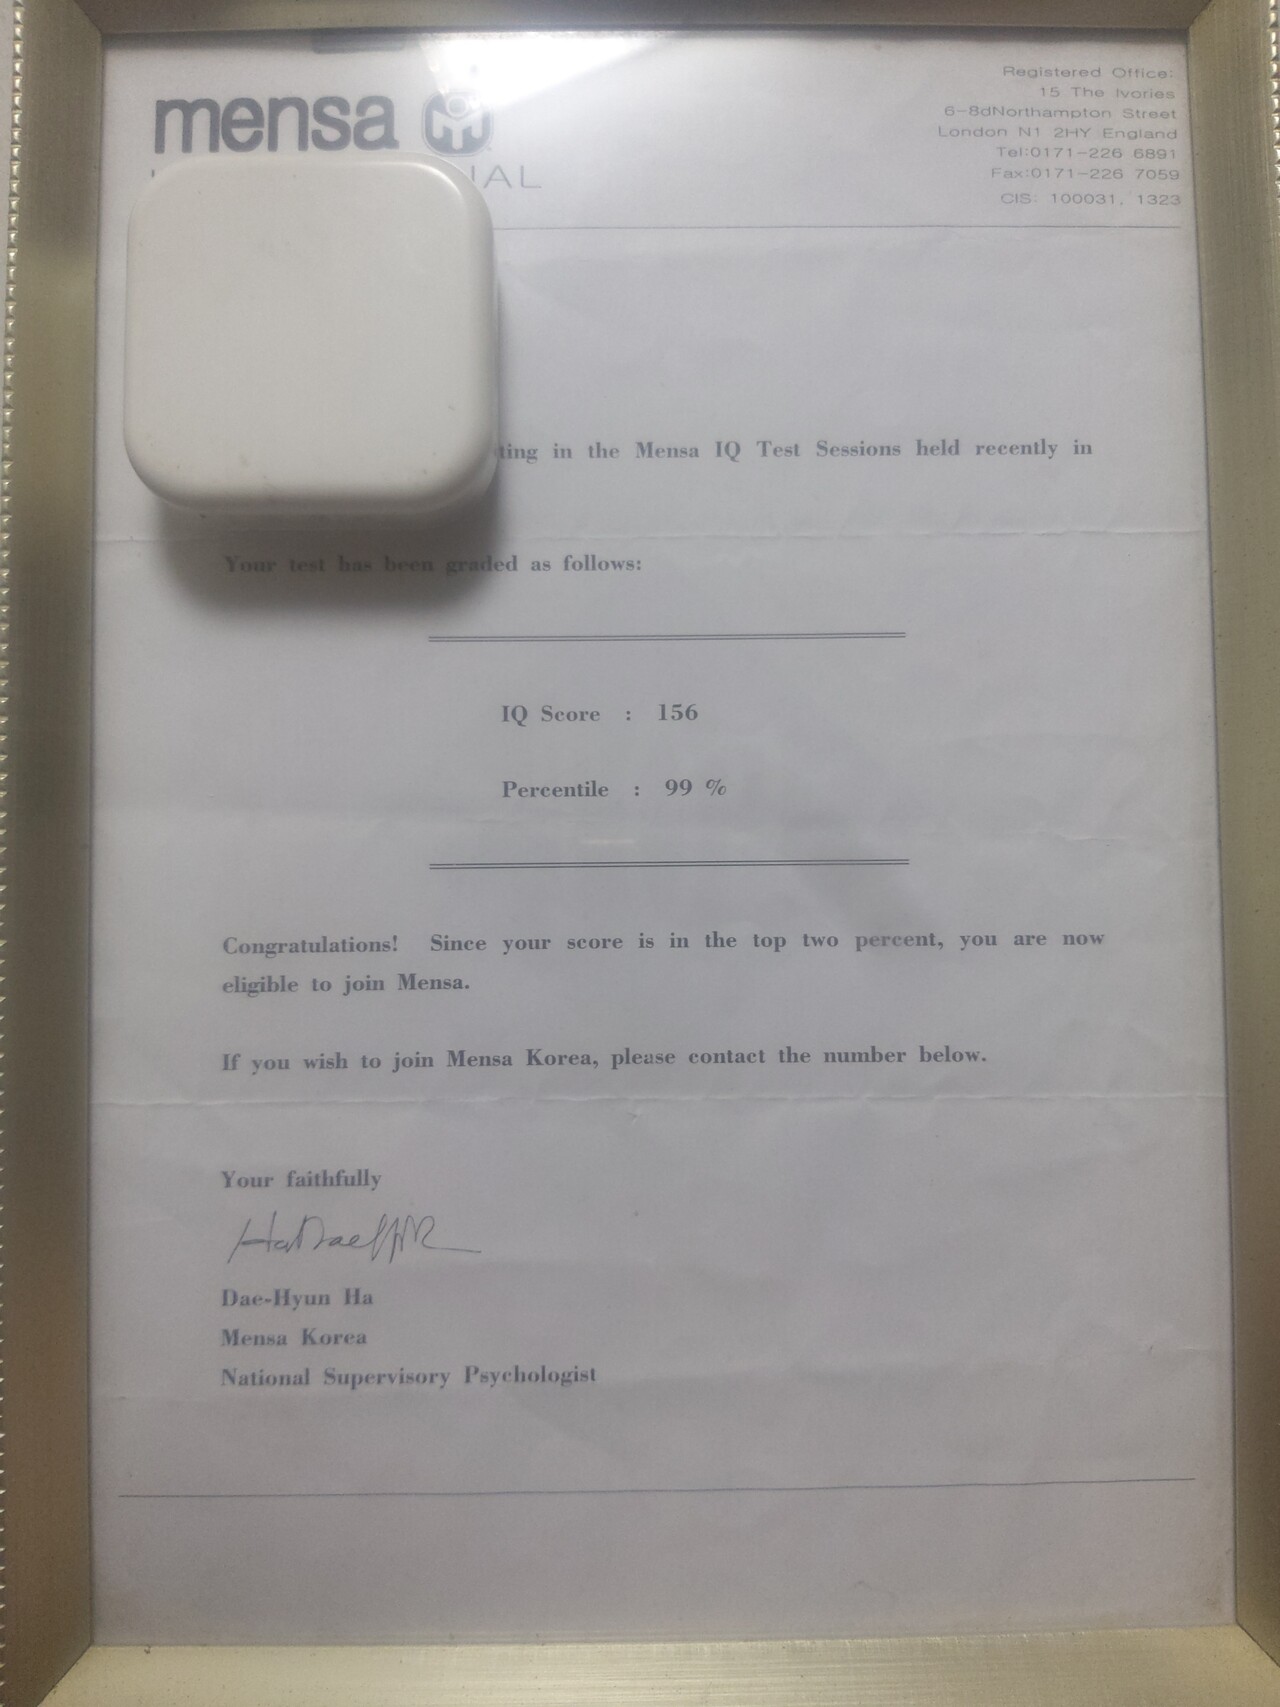 mensa
Registered Office:
15 The Ivories
6-8dNorthampton Street
London N1 2HY England
Tel:0171-226 6891
Fax:0171-226 7059
CIS: 100031, 1323
in the Mensa IQ Test Sessions held recently in
Your test has been graded as follows:
IQ Score : 156
Percentile : 99 %
Congratulations! Since your score is in the top two percent, you are now
eligible to join Mensa.
If you wish to join Mensa Korea, please contact the number below.
Your faithfully
Dae-Hyun Ha
Mensa Korea
National Supervisory Psychologist